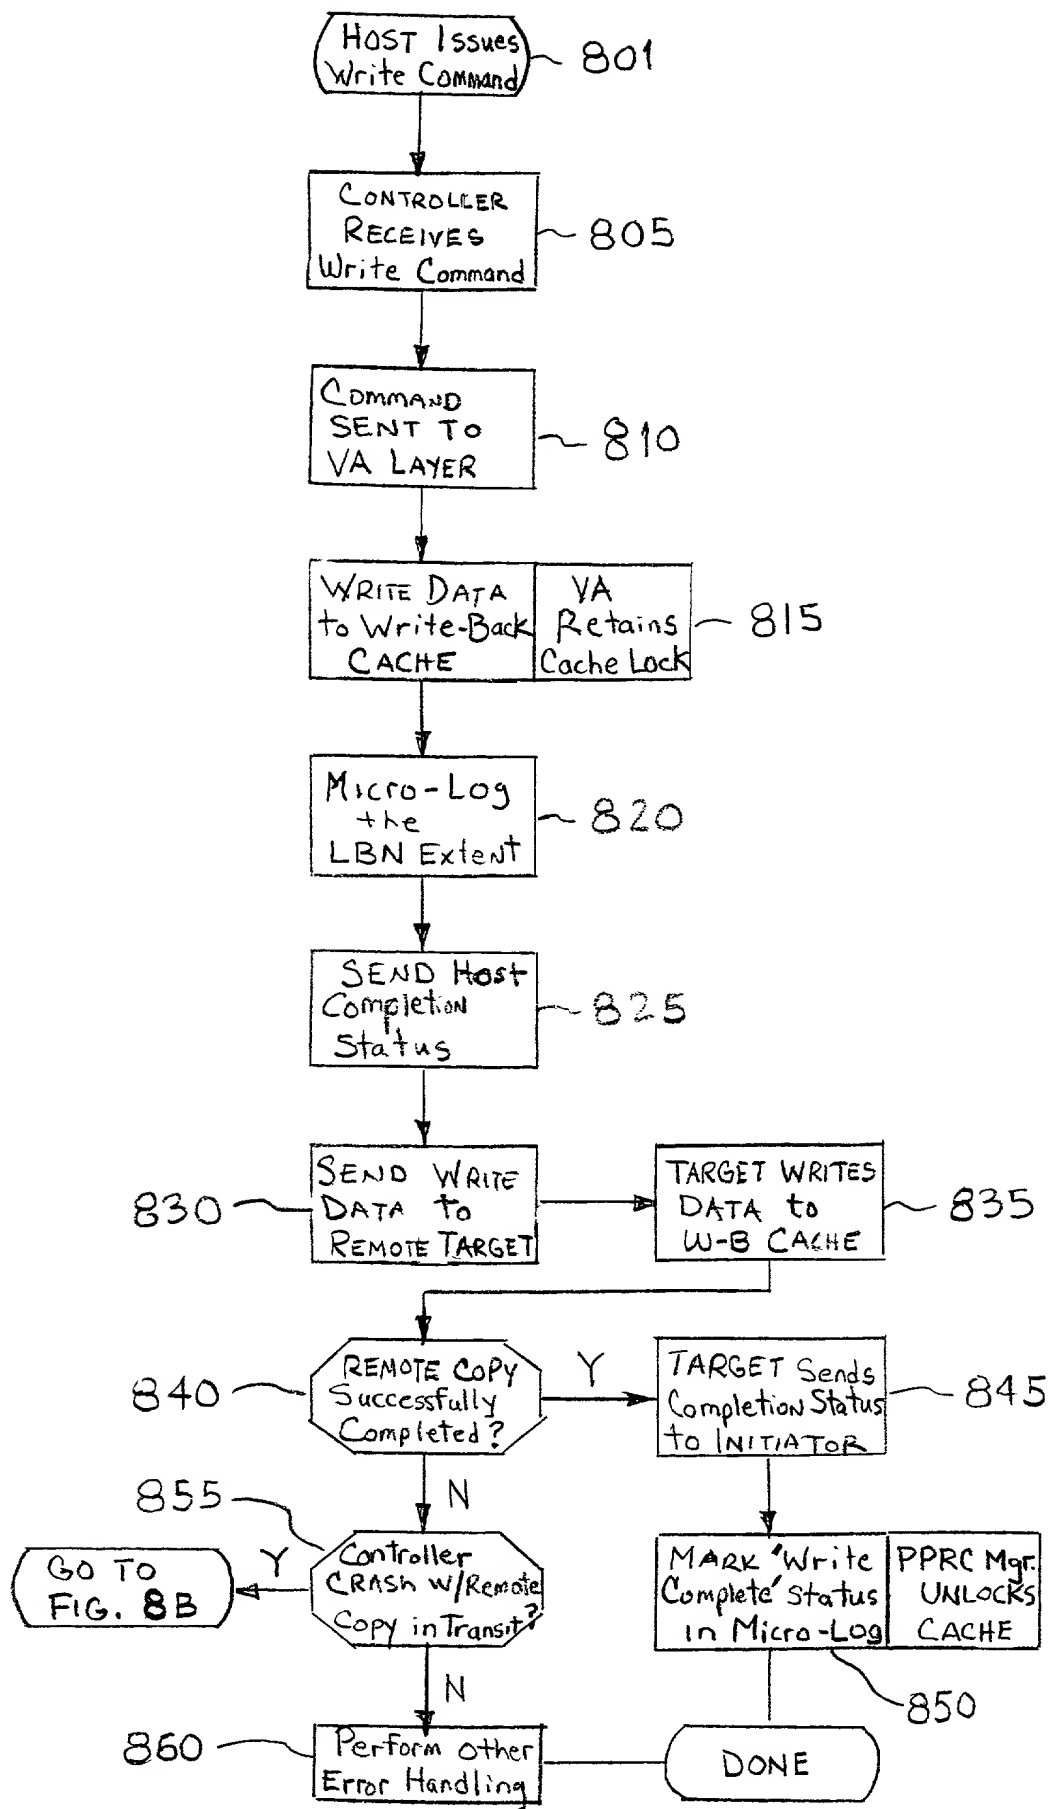 HOST Issues
Write Command
801
CONTROLLER
RECEIVES
Write Command
805
COMMAND
SENT TO
VA LAYER
810
WRITE DATA
to Write-Back
CACHE
VA
Retains
Cache Lock
815
Micro-Log
the
LBN Extent
820
SEND Host
Completion
Status
825
830
SEND WRITE
DATA to
REMOTE TARGET
TARGET WRITES
DATA to
W-B CACHE
835
840
REMOTE COPY
Successfully
Completed?
Y
TARGET Sends
Completion Status
to INITIATOR
845
N
855
Controller
CRASH w/Remote
Copy in Transit?
Y
GO TO
FIG. 8B
MARK "Write
Complete" Status
in Micro-Log
PPRC Mgr.
UNLOCKS
CACHE
850
N
860
Perform other
Error Handling
DONE